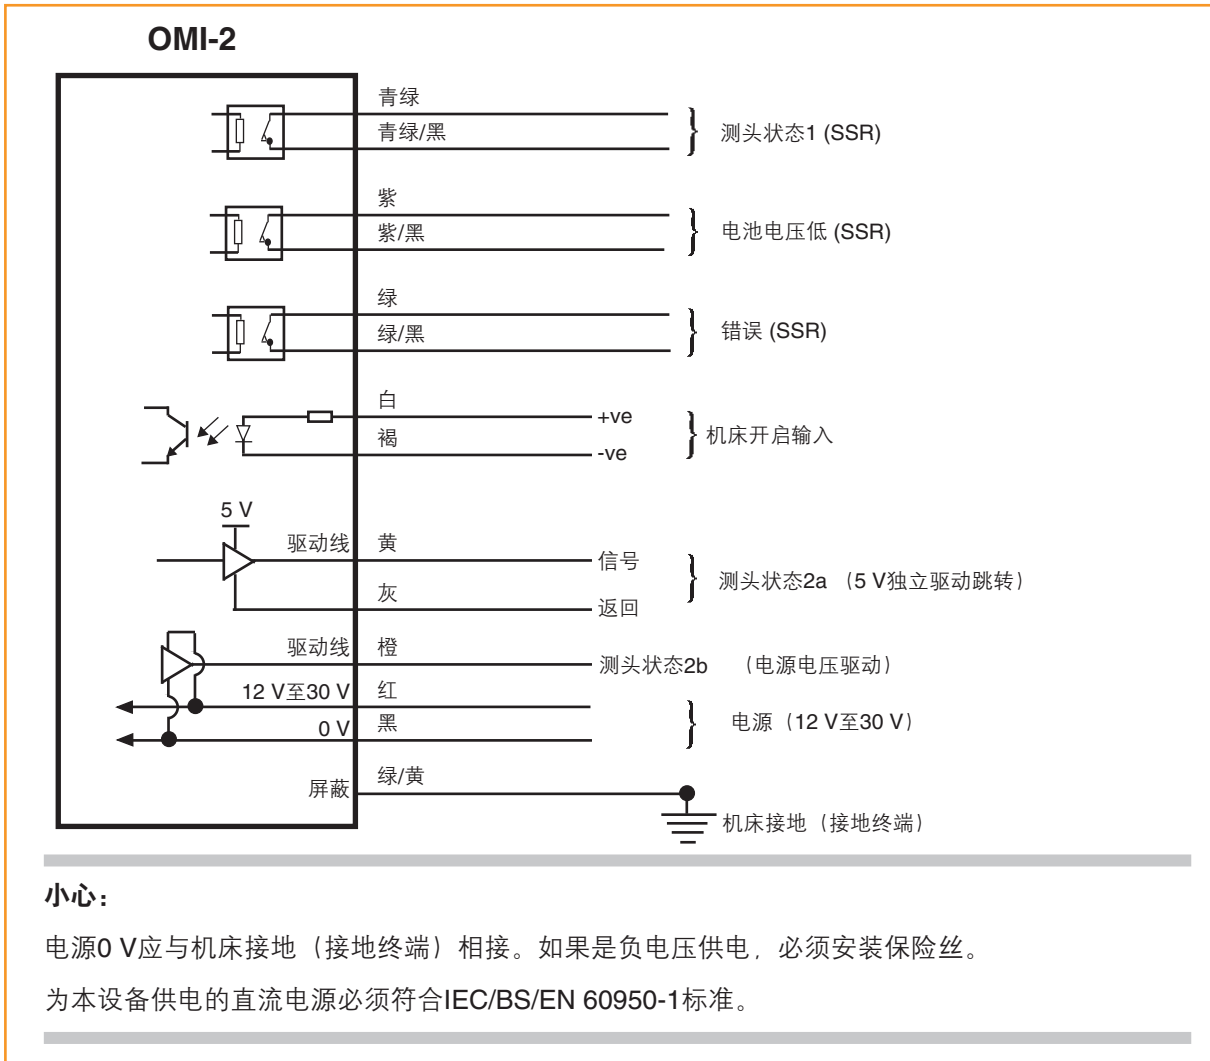 OMI-2
青绿
青绿/黑
测头状态1 (SSR)
紫
紫/黑
电池电压低 (SSR)
绿
绿/黑
错误 (SSR)
白
+ve
褐
-ve
机床开启输入
5 V
驱动线
黄
信号
灰
返回
测头状态2a （5 V独立驱动跳转）
驱动线
橙
测头状态2b （电源电压驱动）
12 V至30 V
红
0 V
黑
电源（12 V至30 V）
屏蔽
绿/黄
机床接地（接地终端）
小心：
电源0 V应与机床接地（接地终端）相接。如果是负电压供电，必须安装保险丝。
为本设备供电的直流电源必须符合IEC/BS/EN 60950-1标准。